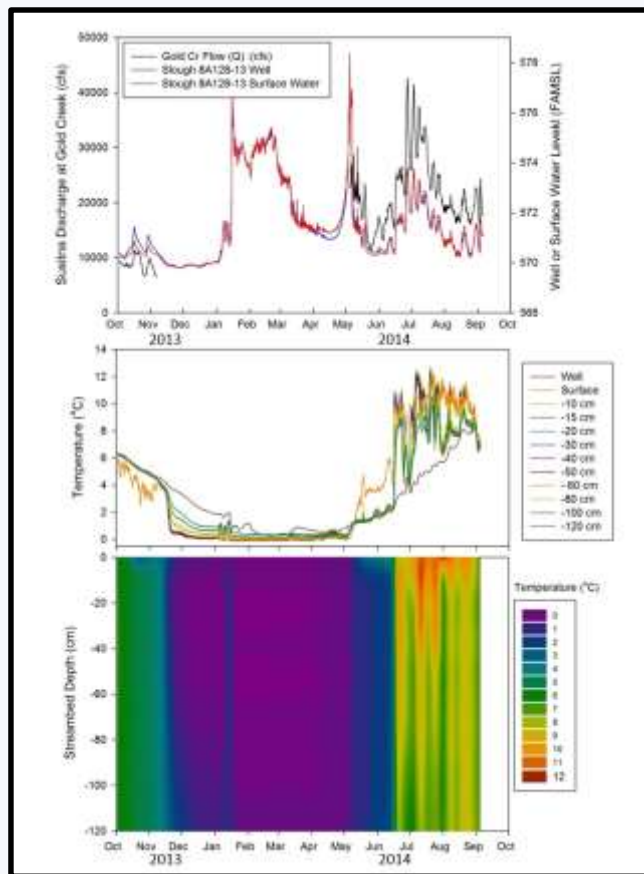 50000
40000
30000
20000
10000
0
Susitna Discharge at Gold Creek (cfs)
Gold Cr Flow (Q) (cfs)
Slough 8A128-13 Well
Slough 8A128-13 Surface Water
578
576
574
572
570
568
Well or Surface Water Level (FAMSL)
Oct Nov Dec Jan Feb Mar Apr May Jun Jul Aug Sep Oct
2013 2014
14
12
10
8
6
4
2
0
Temperature (°C)
Well
Surface
-10 cm
-15 cm
-20 cm
-30 cm
-40 cm
-50 cm
-60 cm
-80 cm
-100 cm
-120 cm
0
-20
-40
-60
-80
-100
-120
Streambed Depth (cm)
Temperature (°C)
0
1
2
3
4
5
6
7
8
9
10
11
12
Oct Nov Dec Jan Feb Mar Apr May Jun Jul Aug Sep Oct
2013 2014